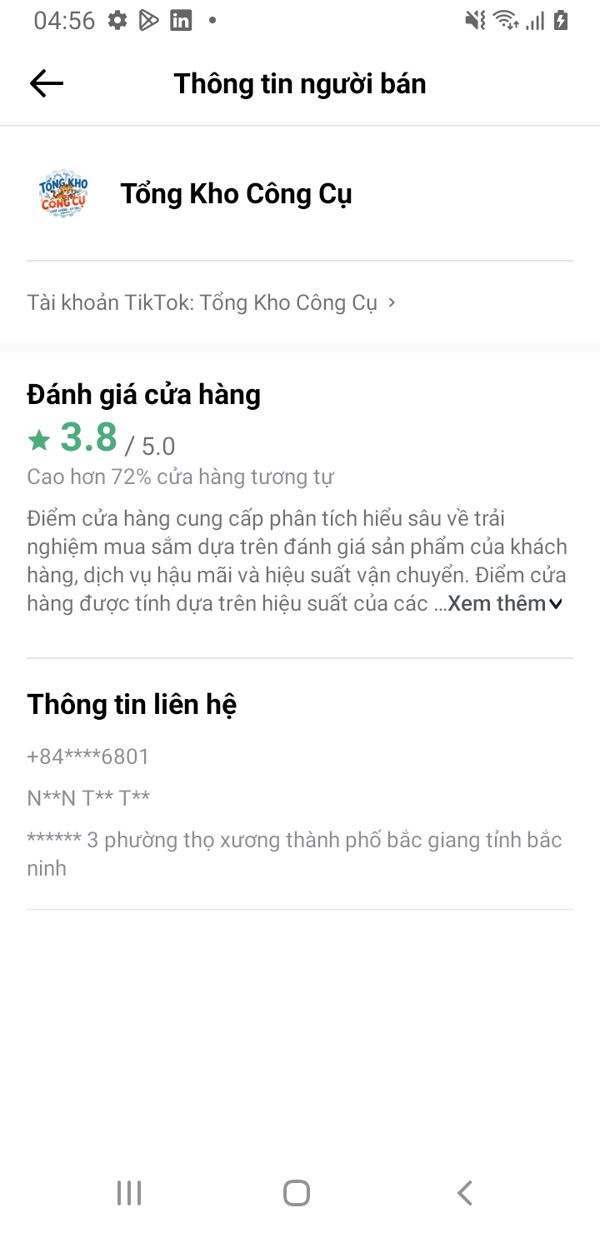 04:56
Thông tin người bán
TỔNG KHO
CÔNG CỤ
Tổng Kho Công Cụ
Tài khoản TikTok: Tổng Kho Công Cụ >
Đánh giá cửa hàng
3.8 / 5.0
Cao hơn 72% cửa hàng tương tự
Điểm cửa hàng cung cấp phân tích hiểu sâu về trải
nghiệm mua sắm dựa trên đánh giá sản phẩm của khách
hàng, dịch vụ hậu mãi và hiệu suất vận chuyển. Điểm cửa
hàng được tính dựa trên hiệu suất của các ...Xem thêm
Thông tin liên hệ
+84****6801
N**N T** T**
****** 3 phường thọ xương thành phố bắc giang tỉnh bắc
ninh